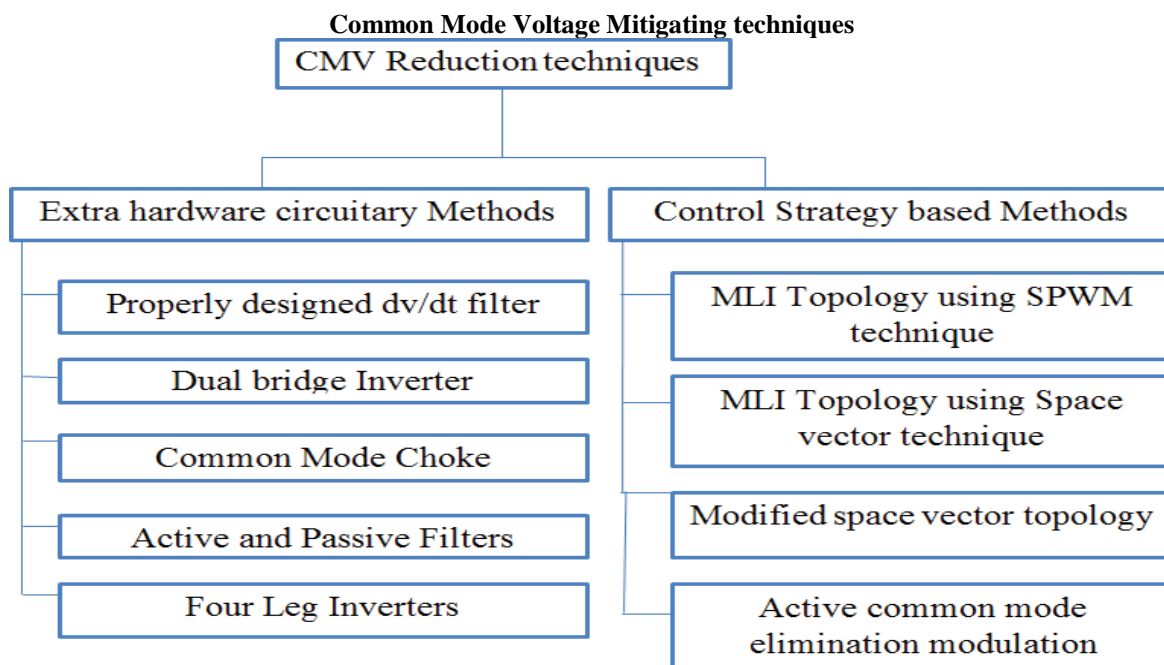 Common Mode Voltage Mitigating techniques
CMV Reduction techniques
Extra hardware circuitary Methods
Properly designed dv/dt filter
Dual bridge Inverter
Common Mode Choke
Active and Passive Filters
Four Leg Inverters
Control Strategy based Methods
MLI Topology using SPWM
technique
MLI Topology using Space
vector technique
Modified space vector topology
Active common mode
elimination modulation